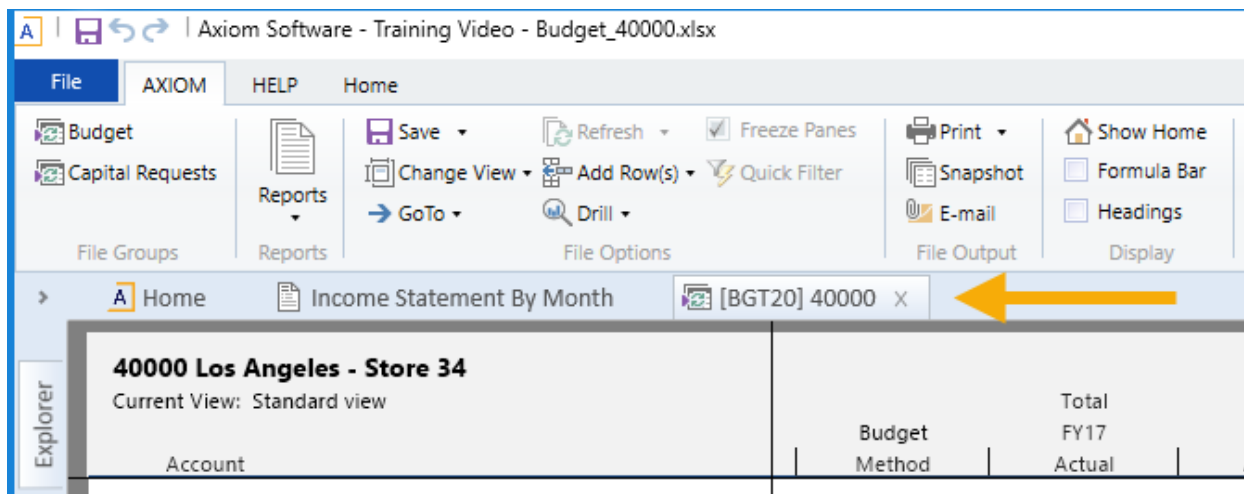 A Axiom Software - Training Video - Budget_40000.xlsx
File AXIOM HELP Home
Budget
Capital Requests
File Groups
Reports
Reports
Save Refresh Freeze Panes
Change View Add Row(s) Quick Filter
GoTo Drill
File Options
Print
Snapshot
E-mail
File Output
Show Home
Formula Bar
Headings
Display
A Home Income Statement By Month [BGT20] 40000 X
Explorer
40000 Los Angeles - Store 34
Current View: Standard view
Total
Budget FY17
Account Method Actual